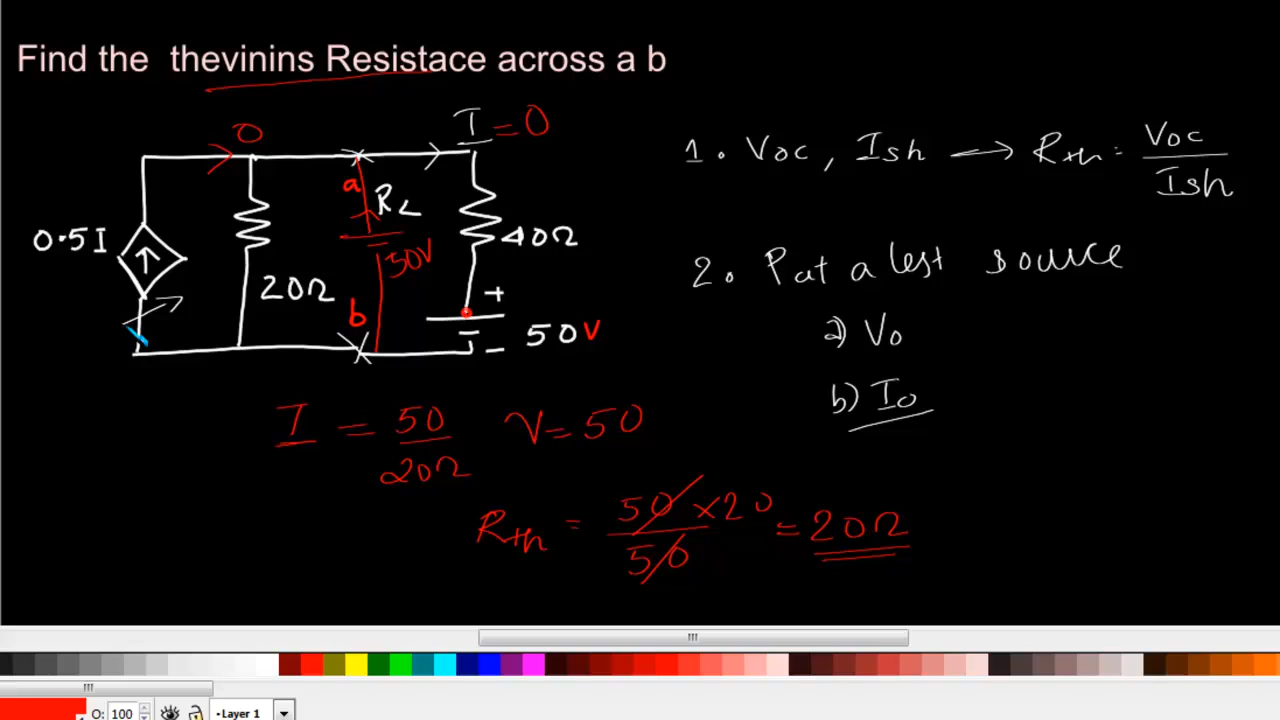 Find the thevinins Resistace across a b
0
I = 0
1. Voc, Ish → Rth = Voc / Ish
a
RL
0.5I
40Ω
50V
2. Put a test source
20Ω
b
+
50V
-
a) Vo
b) Io
I = 50 / 20Ω V = 50
Rth = 50 × 20 / 50 = 20Ω
O: 100
Layer 1